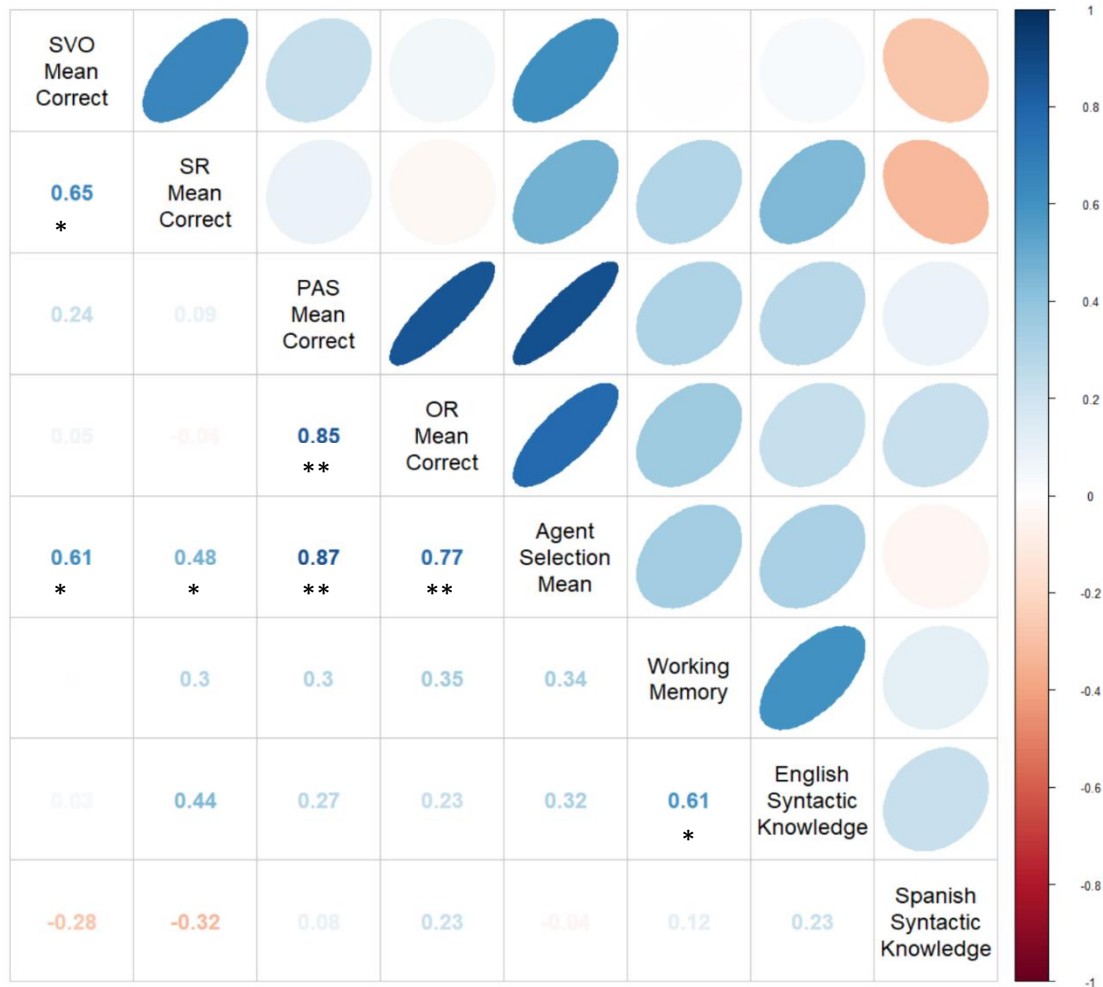 SVO
Mean
Correct
0.65
*
SR
Mean
Correct
0.24
0.09
PAS
Mean
Correct
0.05
-0.04
0.85
**
OR
Mean
Correct
0.61
*
0.48
*
0.87
**
0.77
**
Agent
Selection
Mean
0.3
0.3
0.35
0.34
Working
Memory
0.03
0.44
0.27
0.23
0.32
0.61
*
English
Syntactic
Knowledge
-0.28
-0.32
0.08
0.23
-0.04
0.12
0.23
Spanish
Syntactic
Knowledge
1
0.8
0.6
0.4
0.2
0
-0.2
-0.4
-0.6
-0.8
-1